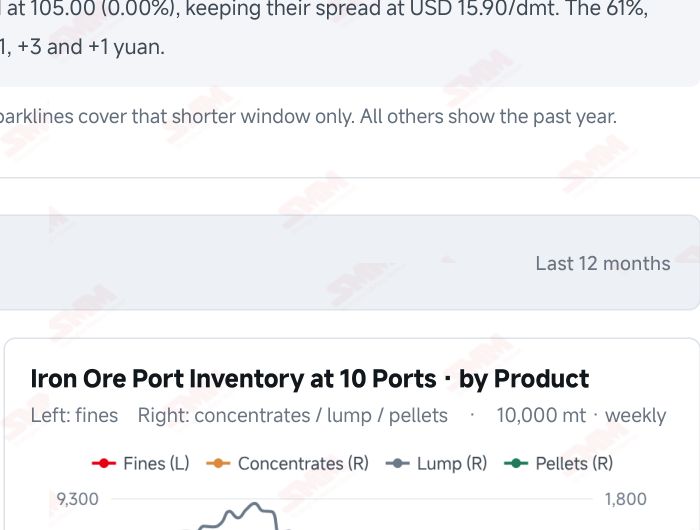 at 105.00 (0.00%), keeping their spread at USD 15.90/dmt. The 61%,
1, +3 and +1 yuan.
parklines cover that shorter window only. All others show the past year.
Last 12 months
Iron Ore Port Inventory at 10 Ports · by Product
Left: fines Right: concentrates / lump / pellets · 10,000 mt · weekly
Fines (L) Concentrates (R) Lump (R) Pellets (R)
9,300 1,800
SMM